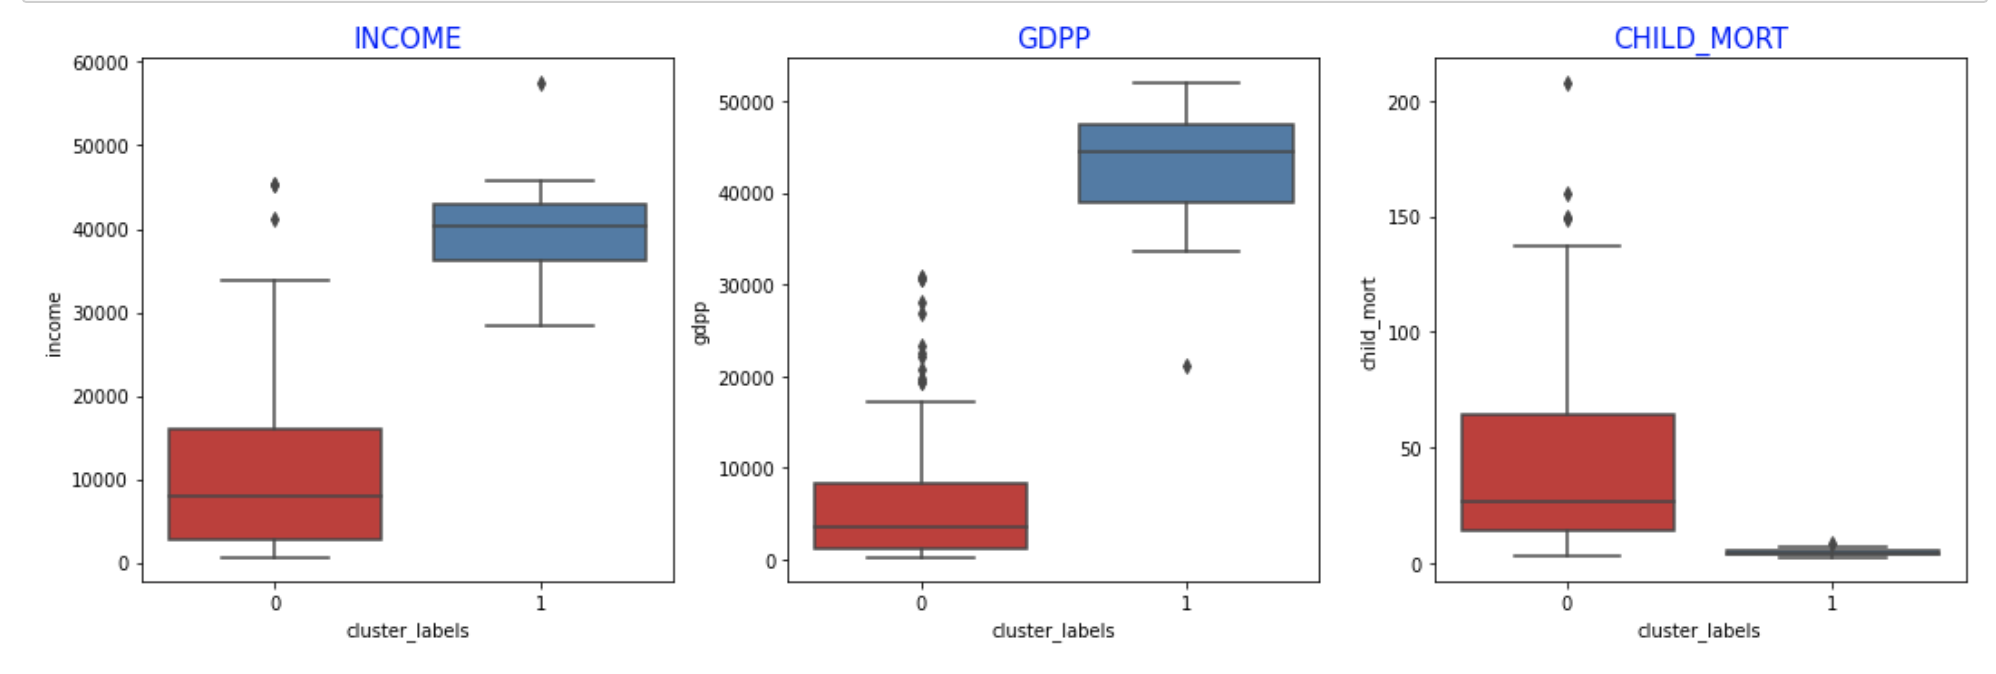 INCOME
60000
50000
40000
30000
20000
10000
0
income
0 1
cluster_labels
GDPP
50000
40000
30000
20000
10000
0
gdpp
0 1
cluster_labels
CHILD_MORT
200
150
100
50
0
child_mort
0 1
cluster_labels